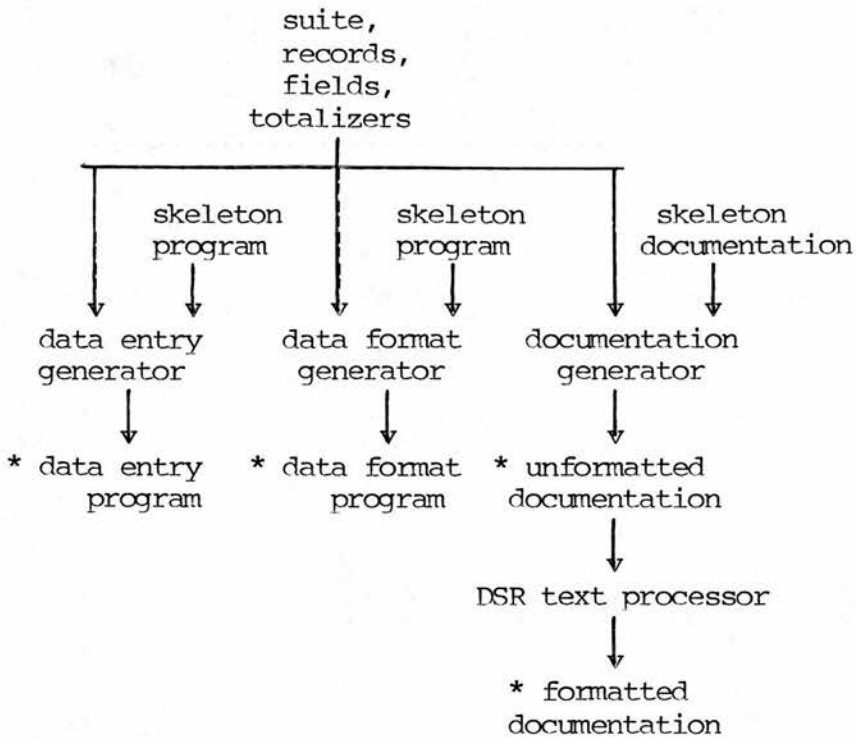 suite,
records,
fields,
totalizers
skeleton
program
skeleton
program
skeleton
documentation
data entry
generator
data format
generator
documentation
generator
* data entry
program
* data format
program
* unformatted
documentation
DSR text processor
* formatted
documentation